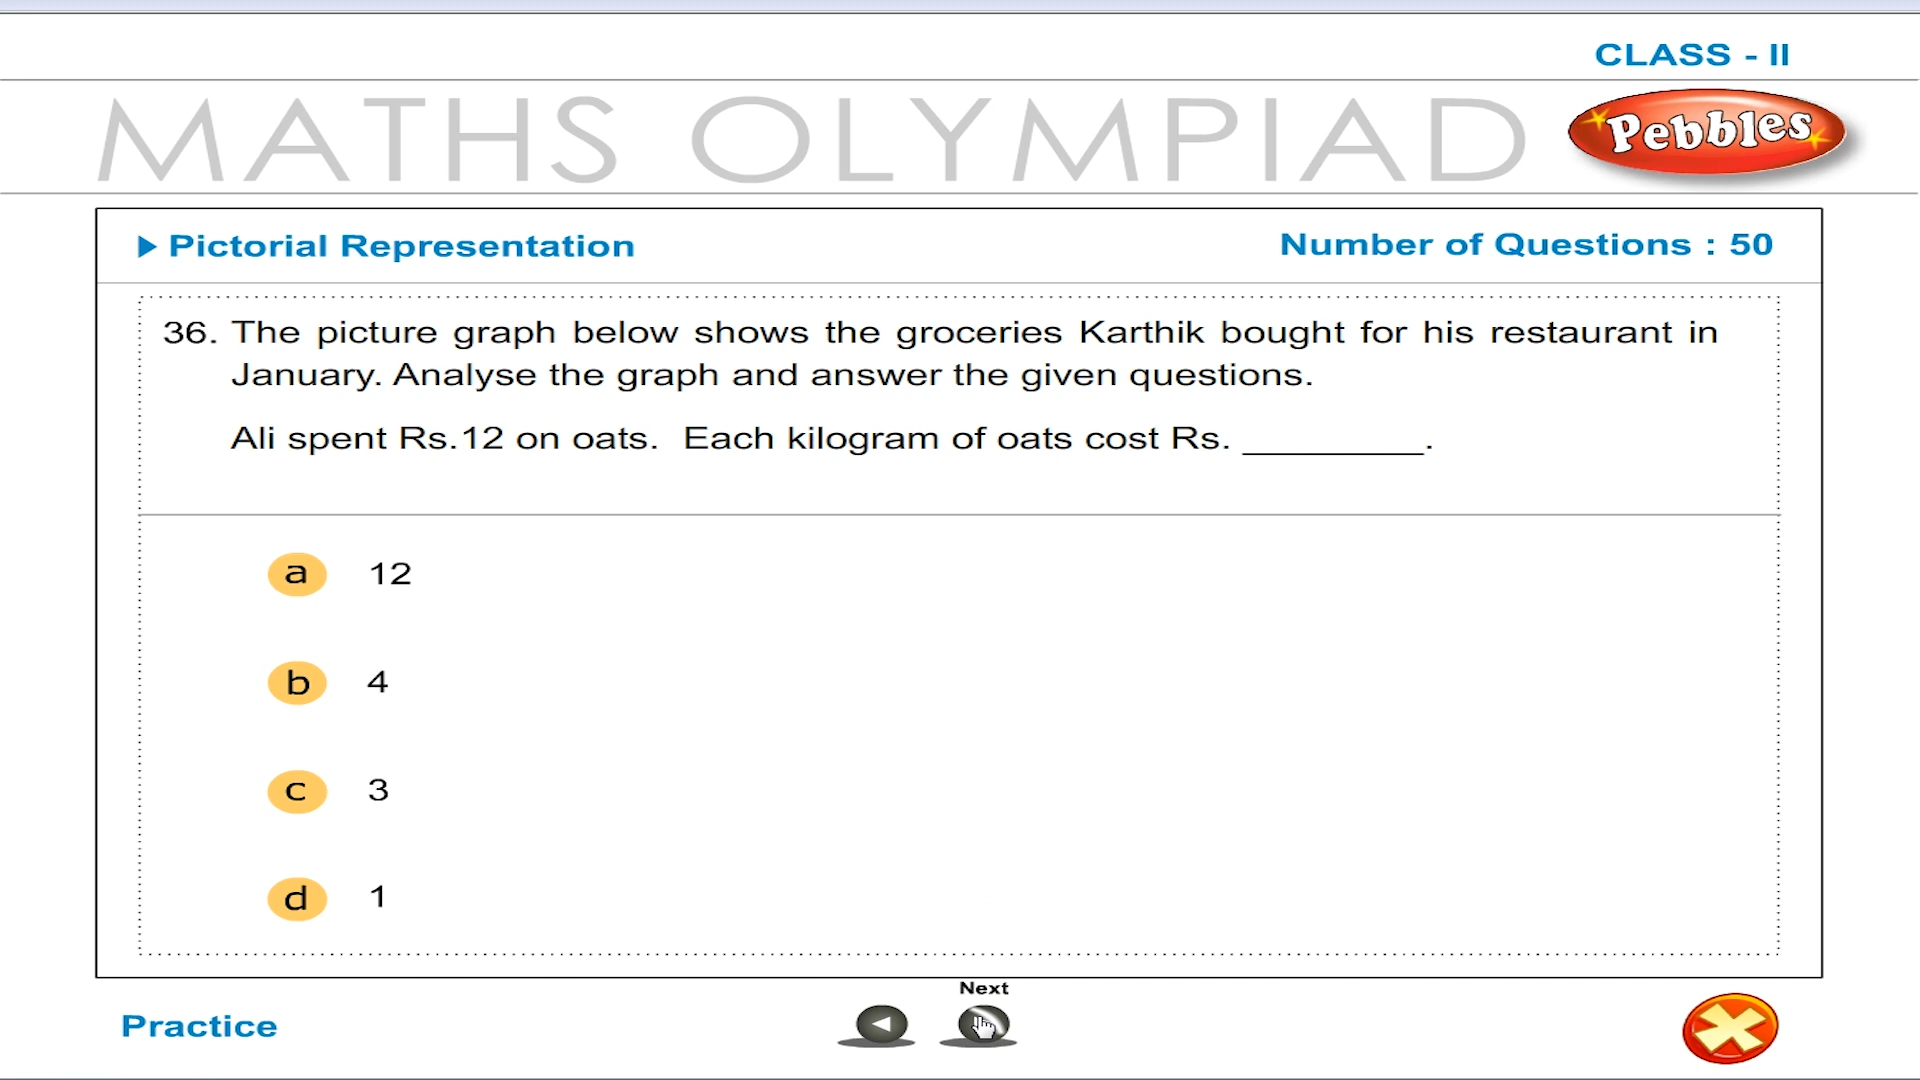 CLASS - II
MATHS OLYMPIAD
Pebbles
Pictorial Representation
Number of Questions : 50
36. The picture graph below shows the groceries Karthik bought for his restaurant in
January. Analyse the graph and answer the given questions.
Ali spent Rs.12 on oats. Each kilogram of oats cost Rs. _________.
a 12
b 4
c 3
d 1
Next
Practice